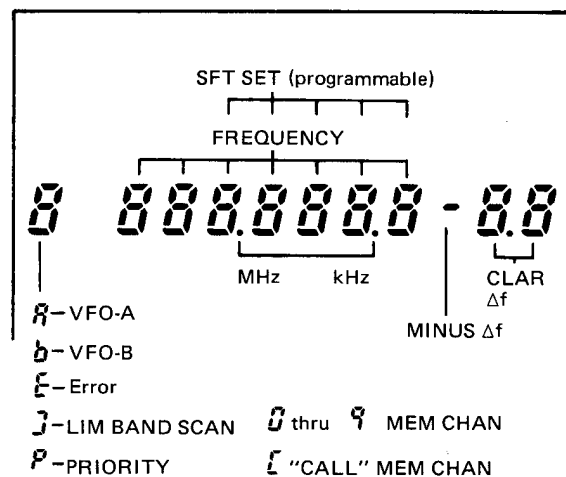 SFT SET (programmable)
FREQUENCY
8 888.888.8 - 8.8
MHz kHz
CLAR
Δf
MINUS Δf
A-VFO-A
b-VFO-B
E-Error
J-LIM BAND SCAN 0 thru 9 MEM CHAN
P-PRIORITY C "CALL" MEM CHAN